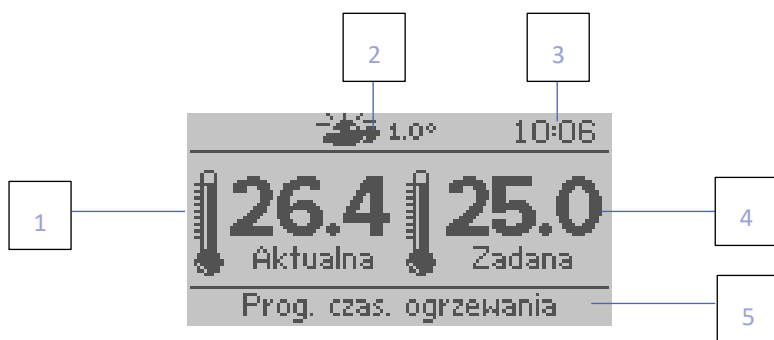 2 3
1.0° 10:06
1 26.4 25.0 4
Aktualna Zadana
Prog. czas. ogrzewania 5